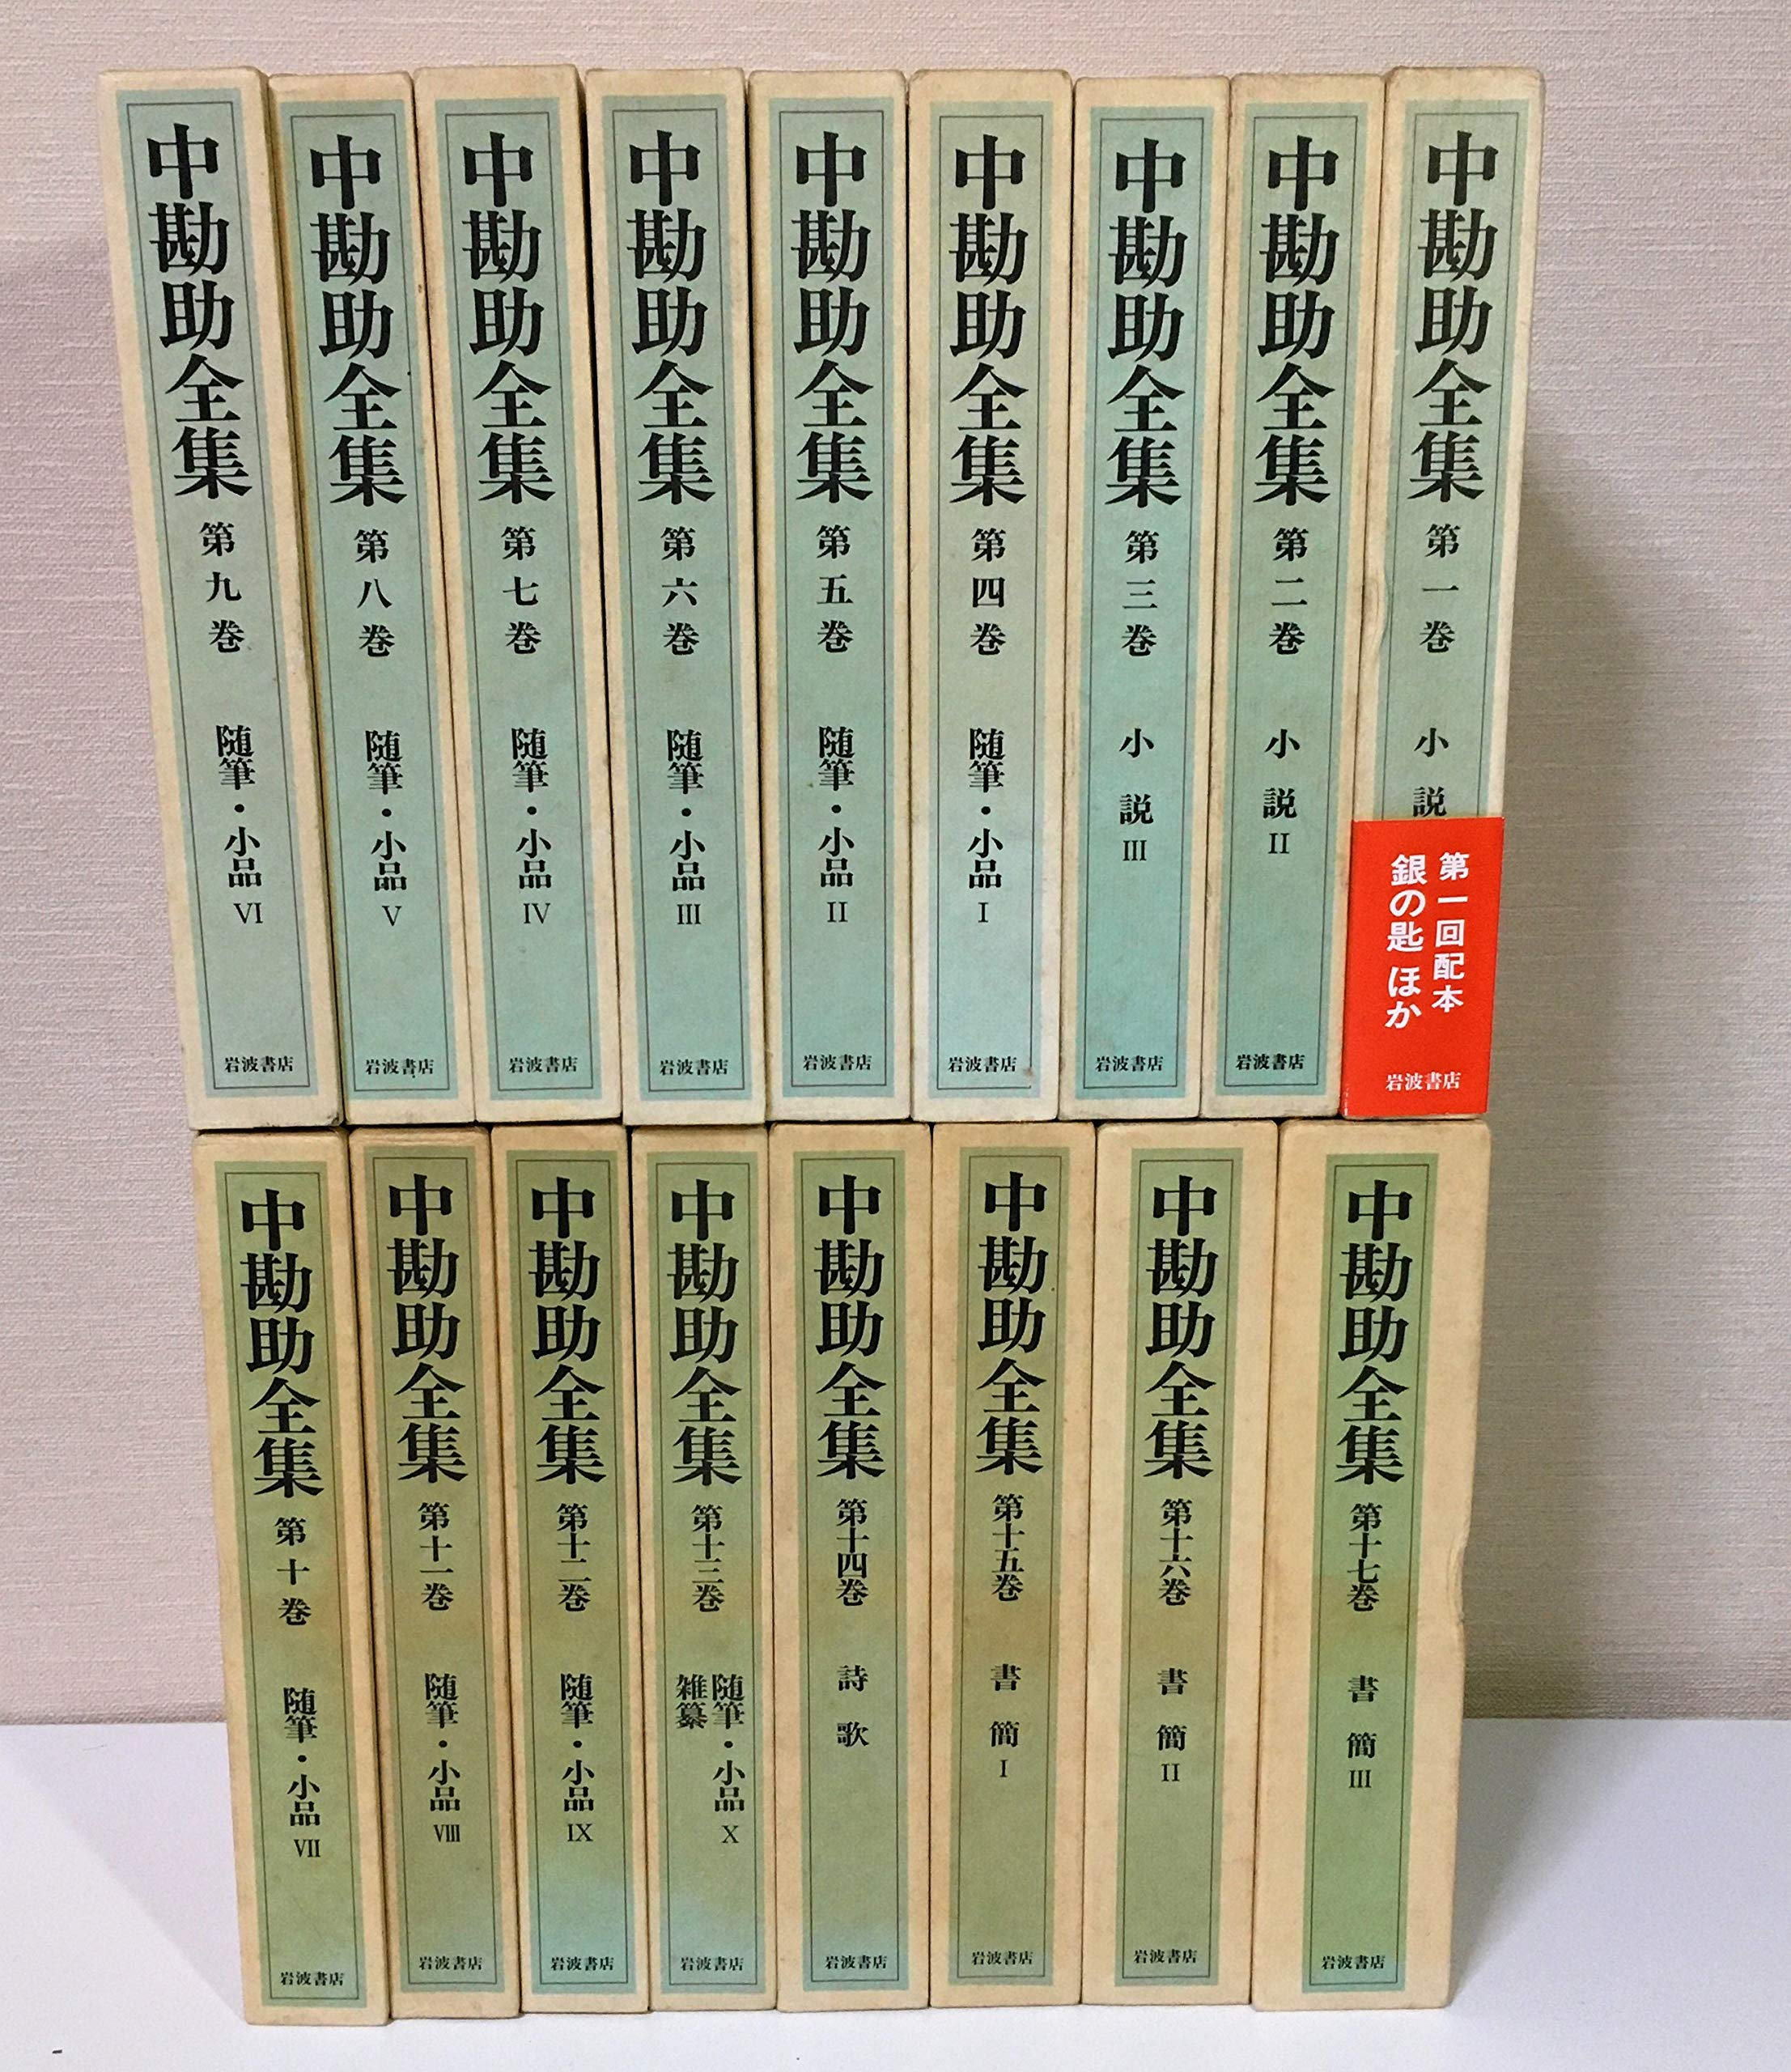 中勘助全集 第九巻 随筆・小品 VI 岩波書店
中勘助全集 第八巻 随筆・小品 V 岩波書店
中勘助全集 第七巻 随筆・小品 IV 岩波書店
中勘助全集 第六巻 随筆・小品 III 岩波書店
中勘助全集 第五巻 随筆・小品 II 岩波書店
中勘助全集 第四巻 随筆・小品 I 岩波書店
中勘助全集 第三巻 小説 III 岩波書店
中勘助全集 第二巻 小説 II 岩波書店
中勘助全集 第一巻 小説
第一回配本
銀の匙 ほか
岩波書店
中勘助全集 第十巻 随筆・小品 VII 岩波書店
中勘助全集 第十一巻 随筆・小品 VIII 岩波書店
中勘助全集 第十二巻 随筆・小品 IX 岩波書店
中勘助全集 第十三巻 随筆・小品 X
雑纂
岩波書店
中勘助全集 第十四巻 詩歌 岩波書店
中勘助全集 第十五巻 書簡 I 岩波書店
中勘助全集 第十六巻 書簡 II 岩波書店
中勘助全集 第十七巻 書簡 III 岩波書店